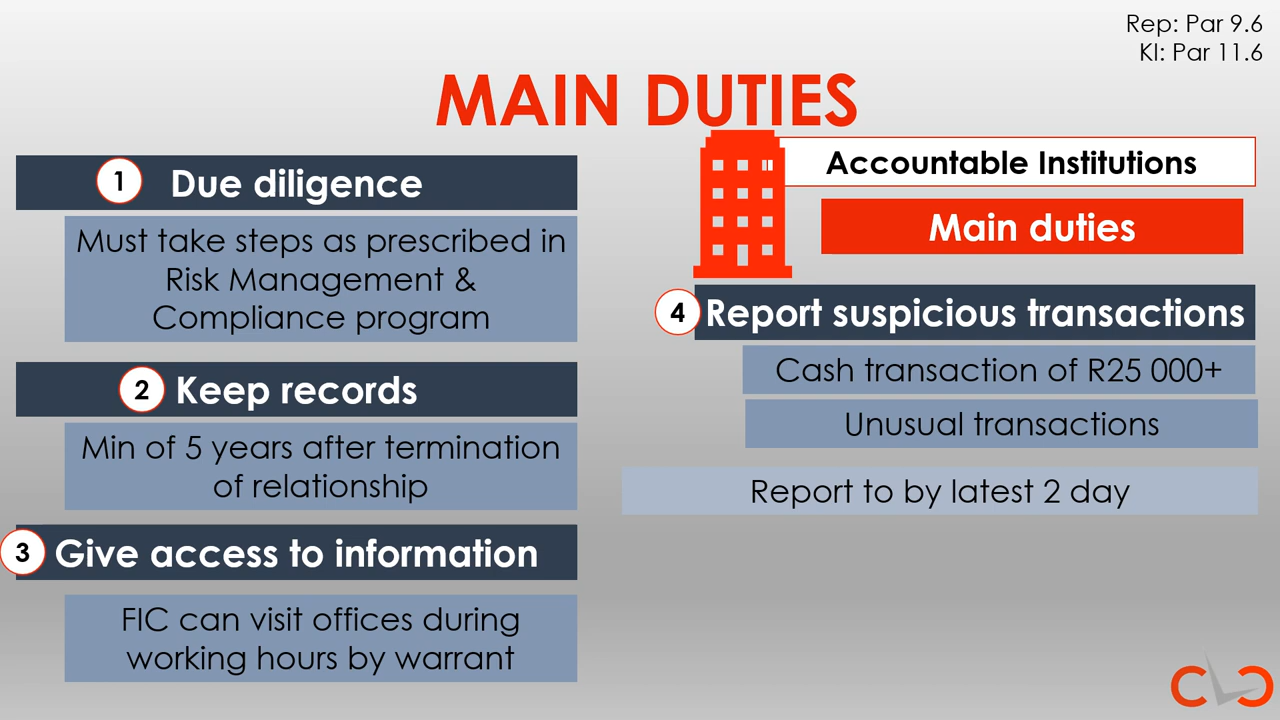 Rep: Par 9.6
KI: Par 11.6
MAIN DUTIES
1 Due diligence
Must take steps as prescribed in
Risk Management &
Compliance program
2 Keep records
Min of 5 years after termination
of relationship
3 Give access to information
FIC can visit offices during
working hours by warrant
Accountable Institutions
Main duties
4 Report suspicious transactions
Cash transaction of R25 000+
Unusual transactions
Report to by latest 2 day
CLC